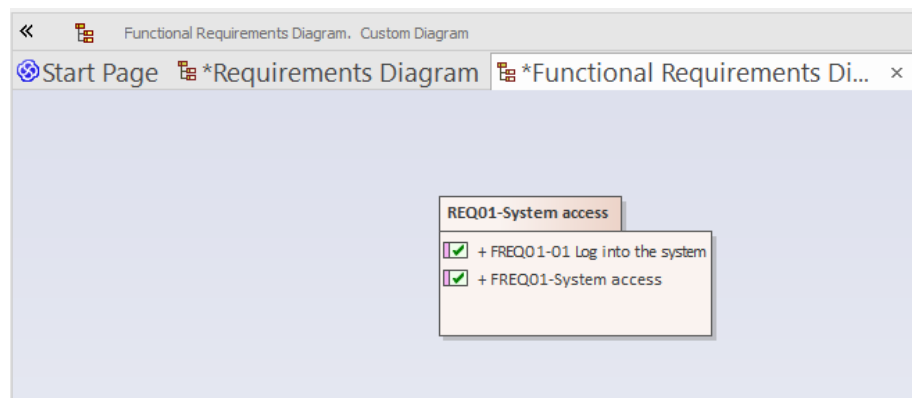 Functional Requirements Diagram. Custom Diagram
Start Page *Requirements Diagram *Functional Requirements Di...
REQ01-System access
+ FREQ01-01 Log into the system
+ FREQ01-System access